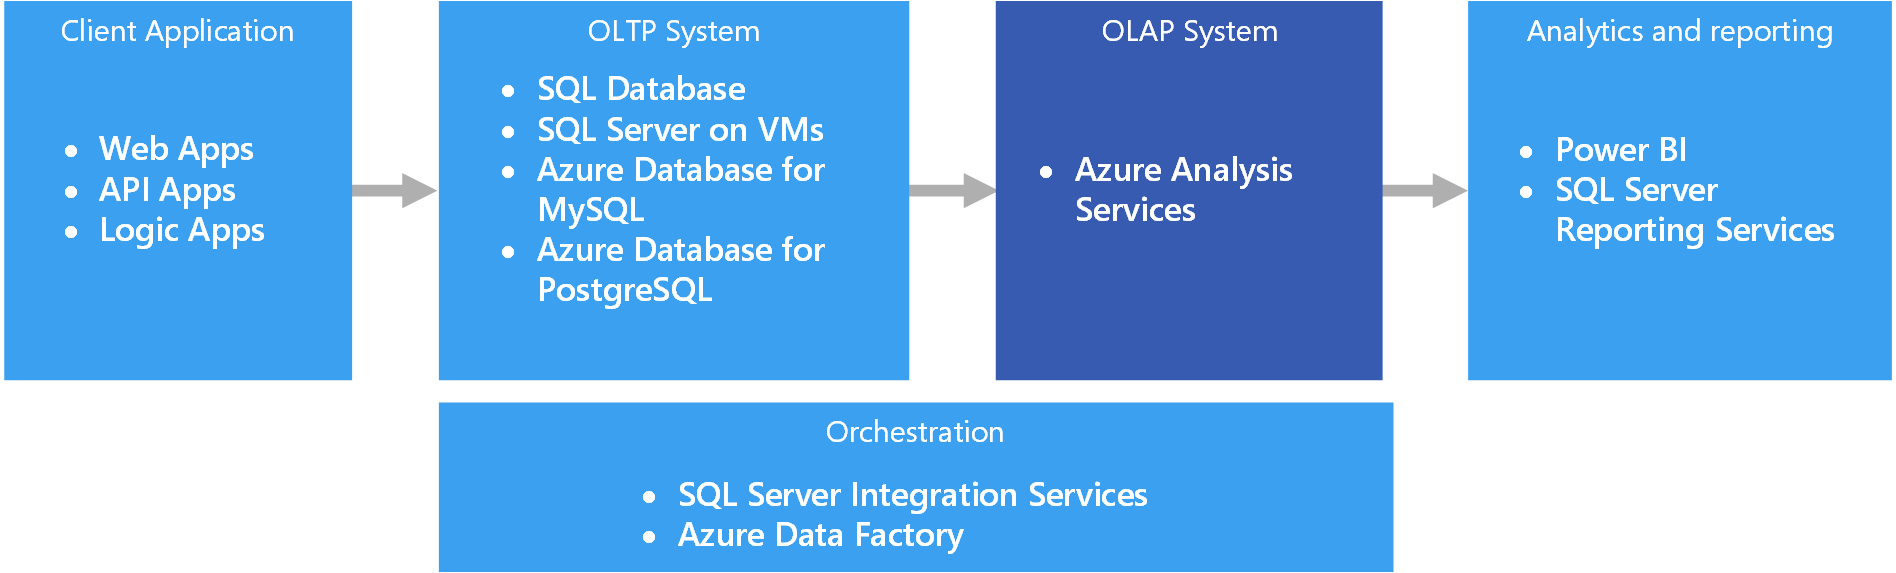 Client Application
• Web Apps
• API Apps
• Logic Apps
OLTP System
• SQL Database
• SQL Server on VMs
• Azure Database for
MySQL
• Azure Database for
PostgreSQL
OLAP System
• Azure Analysis
Services
Analytics and reporting
• Power BI
• SQL Server
Reporting Services
Orchestration
• SQL Server Integration Services
• Azure Data Factory